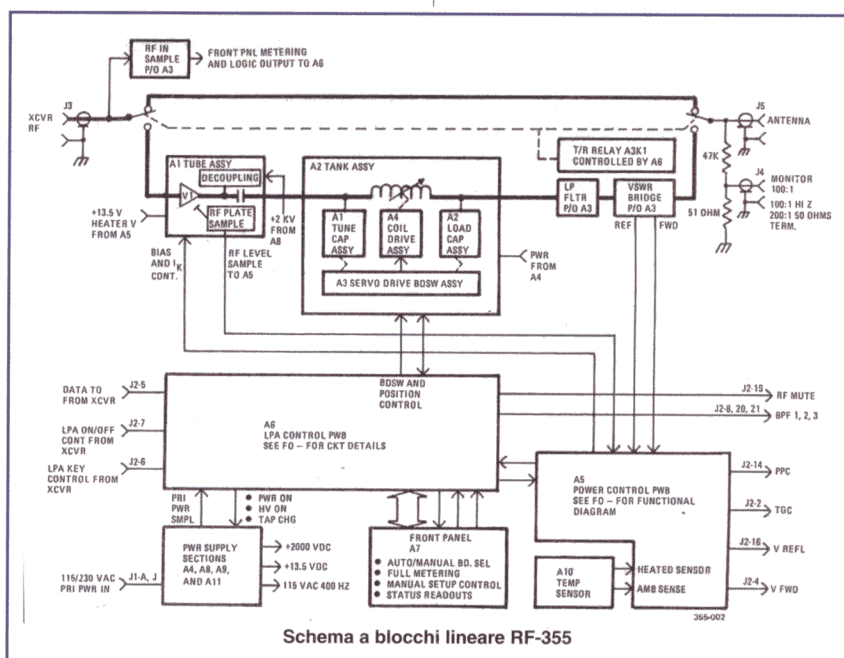 RF IN
SAMPLE
P/O A3
FRONT PNL METERING
AND LOGIC OUTPUT TO A6
J3
XCVR
RF
J5
ANTENNA
T/R RELAY A3K1
CONTROLLED BY A6
47K
J4
MONITOR
100:1
51 OHM
100:1 HI Z
200:1 50 OHMS
TERM.
A1 TUBE ASSY
DECOUPLING
V1
RF PLATE
SAMPLE
+13.5 V
HEATER V
FROM A5
+2 KV
FROM
A8
BIAS
AND IK
CONT.
RF LEVEL
SAMPLE
TO A5
A2 TANK ASSY
A1
TUNE
CAP
ASSY
A4
COIL
DRIVE
ASSY
A2
LOAD
CAP
ASSY
A3 SERVO DRIVE BDSW ASSY
PWR
FROM
A4
LP
FLTR
P/O A3
VSWR
BRIDGE
P/O A3
REF
FWD
DATA TO
FROM XCVR
J2-5
LPA ON/OFF
CONT FROM
XCVR
J2-7
LPA KEY
CONTROL FROM
XCVR
J2-6
BDSW AND
POSITION
CONTROL
A6
LPA CONTROL PWB
SEE FO – FOR CKT DETAILS
J2-19
RF MUTE
J2-8, 20, 21
BPF 1, 2, 3
A5
POWER CONTROL PWB
SEE FO – FOR FUNCTIONAL
DIAGRAM
J2-14
PPC
J2-2
TGC
J2-16
V REFL
J2-4
V FWD
PRI
PWR
SMPL
● PWR ON
● HV ON
● TAP CHG
115/230 VAC
PRI PWR IN
J1-A, J
PWR SUPPLY
SECTIONS
A4, A8, A9,
AND A11
+2000 VDC
+13.5 VDC
115 VAC 400 HZ
FRONT PANEL
A7
● AUTO/MANUAL BD. SEL
● FULL METERING
● MANUAL SETUP CONTROL
● STATUS READOUTS
A10
TEMP
SENSOR
HEATED SENSOR
AMB SENSE
355-002
Schema a blocchi lineare RF-355